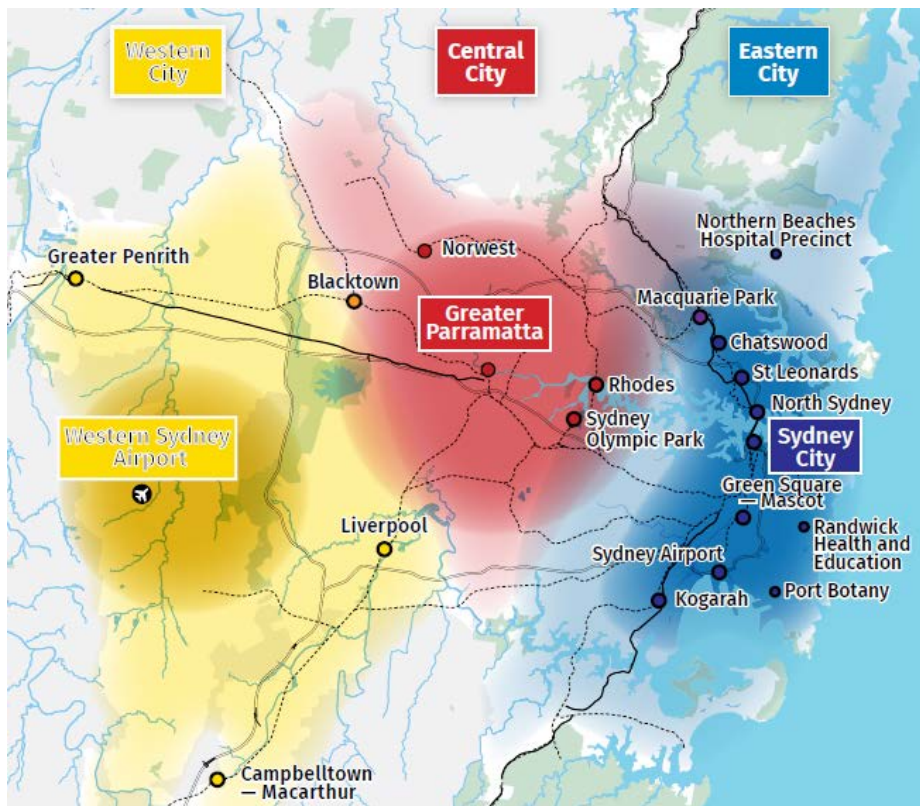 Western
City
Central
City
Eastern
City
Northern Beaches
Hospital Precinct
Norwest
Greater Penrith
Blacktown
Macquarie Park
Greater
Parramatta
Chatswood
St Leonards
Rhodes
North Sydney
Sydney
Olympic Park
Western Sydney
Airport
Sydney
City
Green Square
— Mascot
Liverpool
Randwick
Health and
Education
Sydney Airport
Port Botany
Kogarah
Campbelltown
— Macarthur